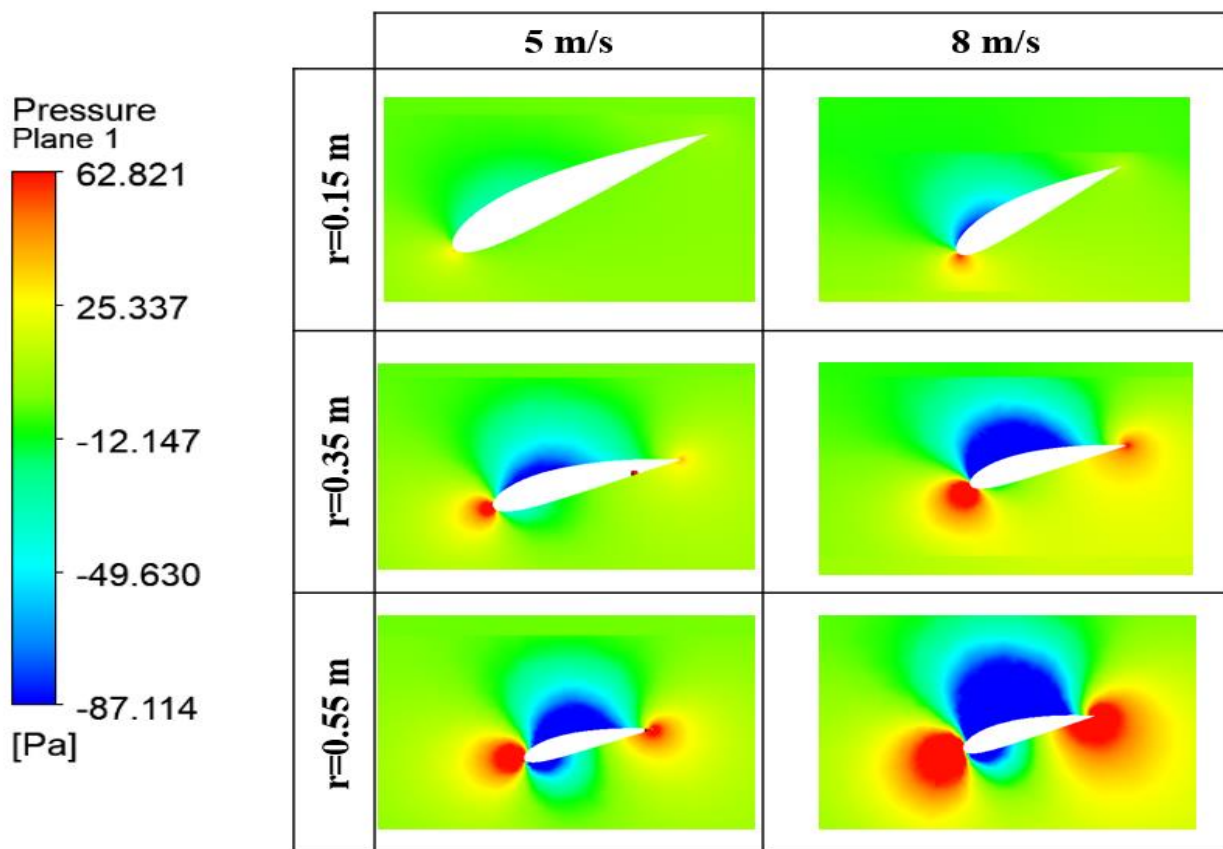 5 m/s
8 m/s
Pressure
Plane 1
62.821
25.337
-12.147
-49.630
-87.114
[Pa]
r=0.15 m
r=0.35 m
r=0.55 m